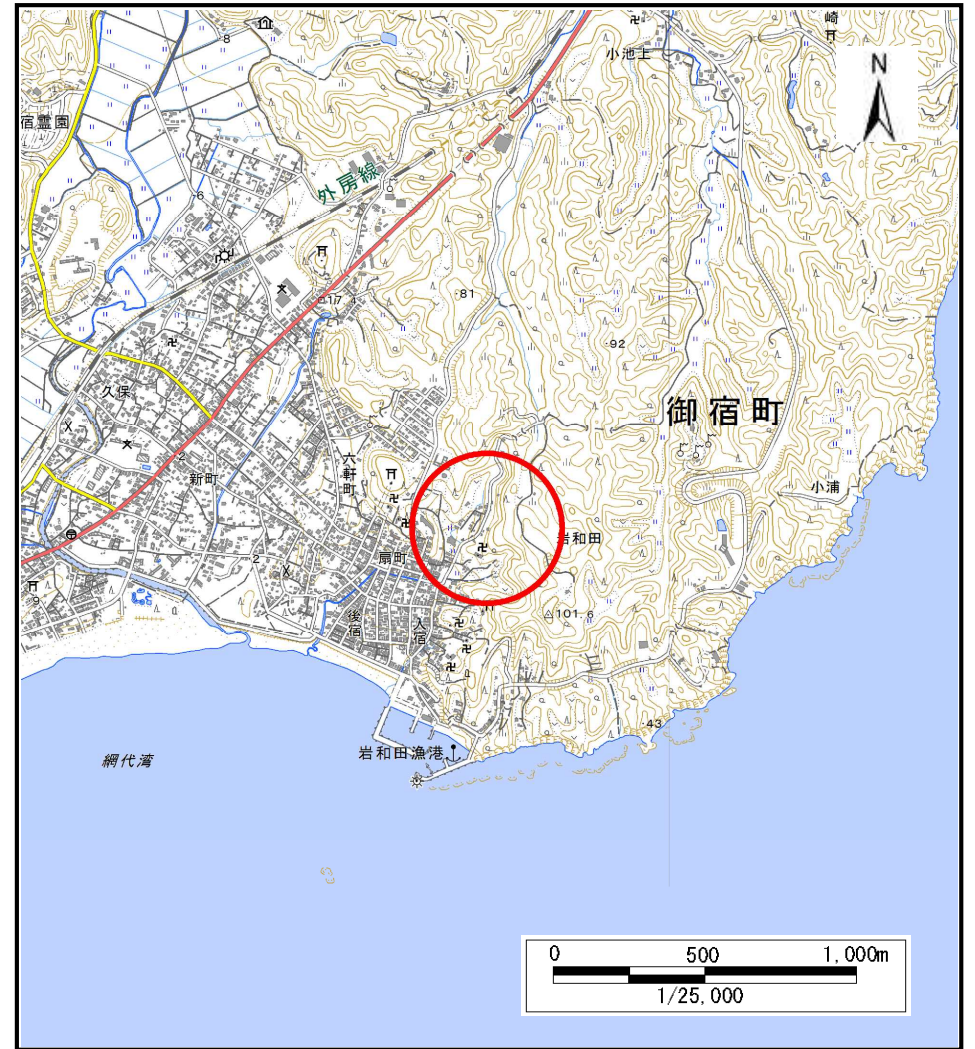 8
崎
小池上
N
宿霊園
外房線
6
17.4
81
92
久保
御宿町
2
新町
六軒町
小浦
岩和田
扇町
2
9
101.6
後宿
入宿
43
岩和田漁港
網代湾
0 500 1,000m
1/25,000